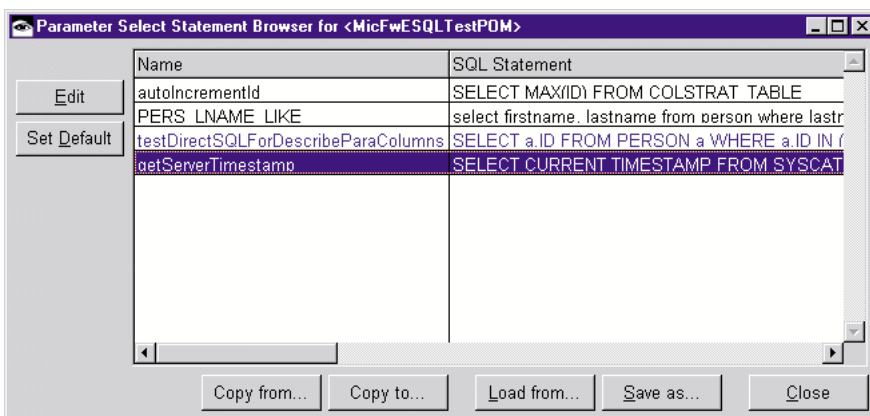 Parameter Select Statement Browser for <MicFwESQLTestPOM>
Name SQL Statement
Edit autoIncrementId SELECT MAX(ID) FROM COLSTRAT_TABLE
PERS_LNAME_LIKE select firstname, lastname from person where lastn
Set Default testDirectSQLForDescribeParaColumns SELECT a.ID FROM PERSON a WHERE a.ID IN (
getServerTimestamp SELECT CURRENT TIMESTAMP FROM SYSCAT
Copy from... Copy to... Load from... Save as... Close